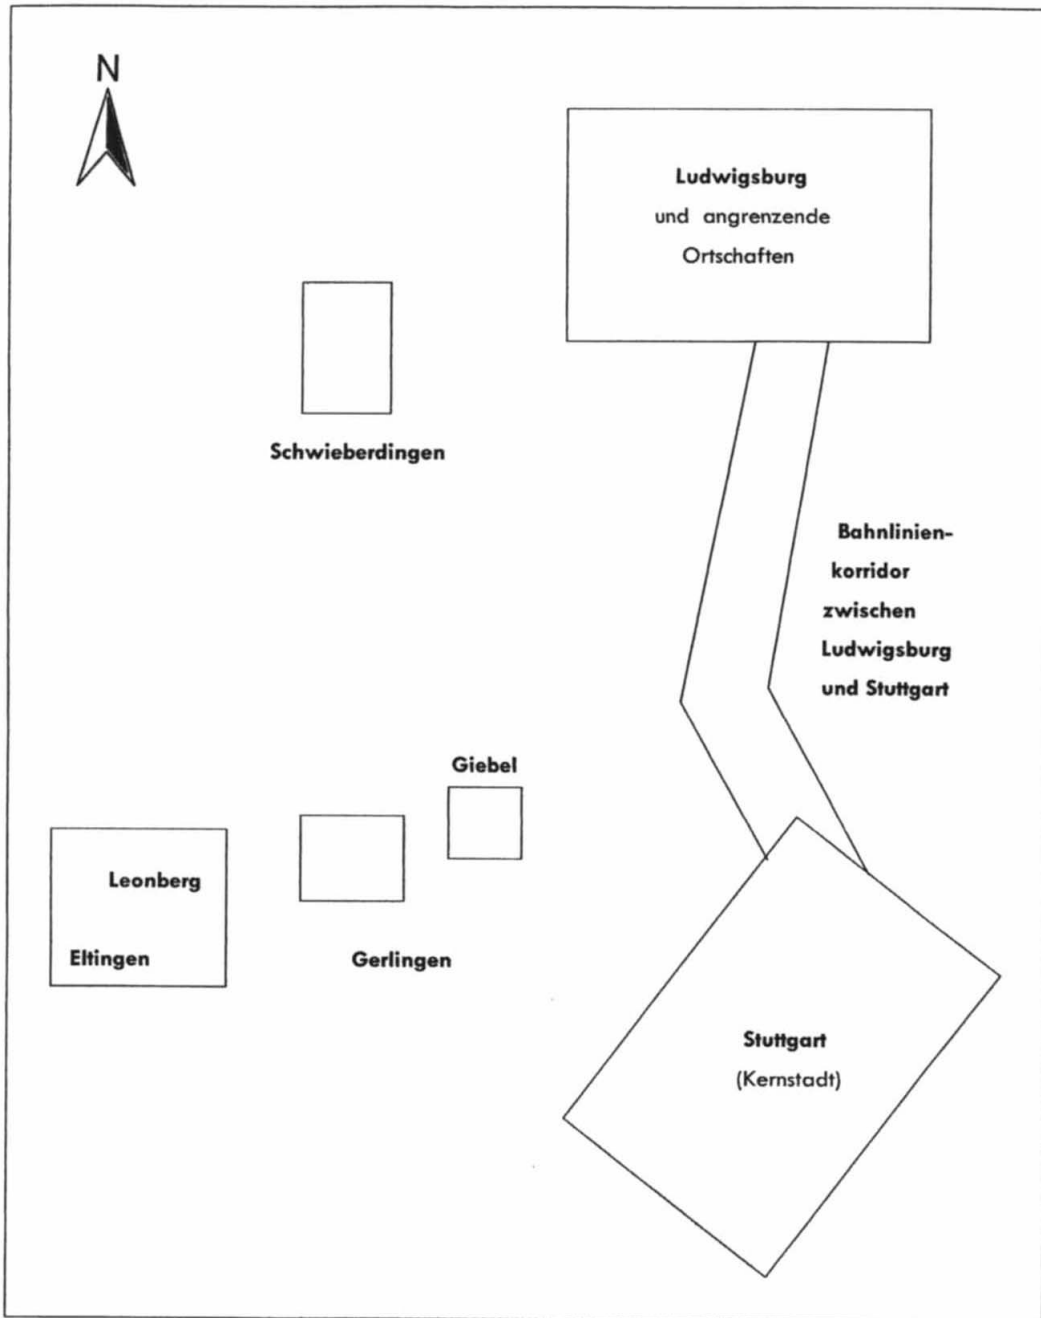 N
Ludwigsburg
und angrenzende
Ortschaften
Schwieberdingen
Bahnlinien-
korridor
zwischen
Ludwigsburg
und Stuttgart
Giebel
Leonberg
Eltingen
Gerlingen
Stuttgart
(Kernstadt)